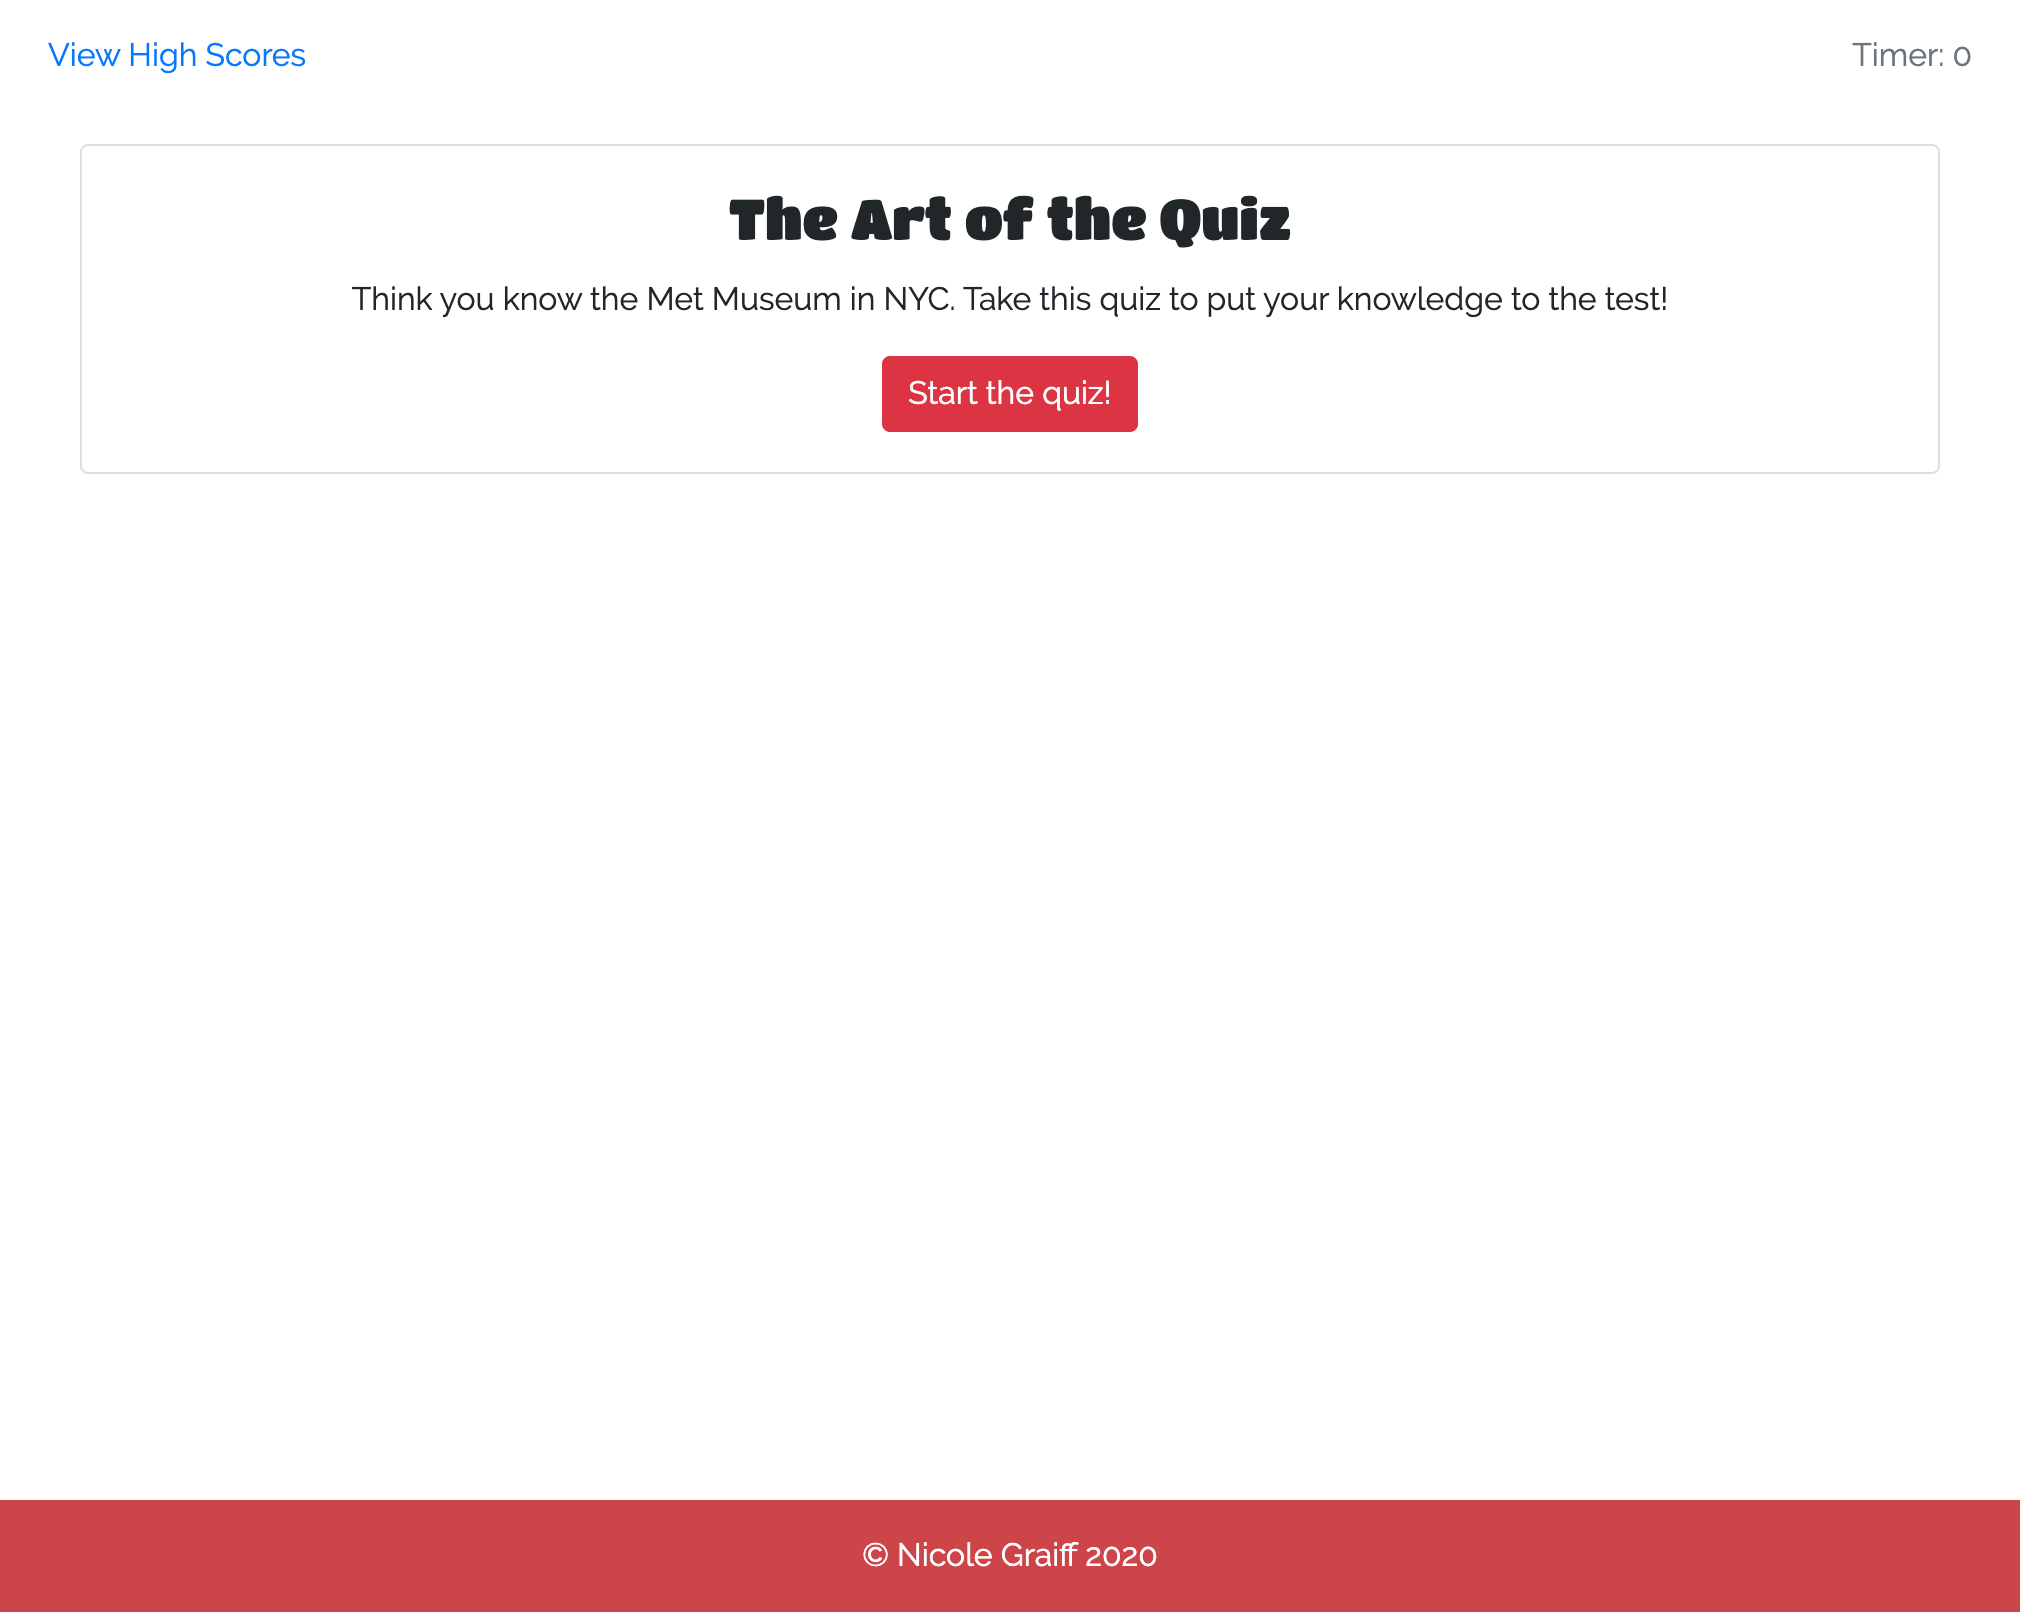 View High Scores
Timer: 0
The Art of the Quiz
Think you know the Met Museum in NYC. Take this quiz to put your knowledge to the test!
Start the quiz!
© Nicole Graiff 2020